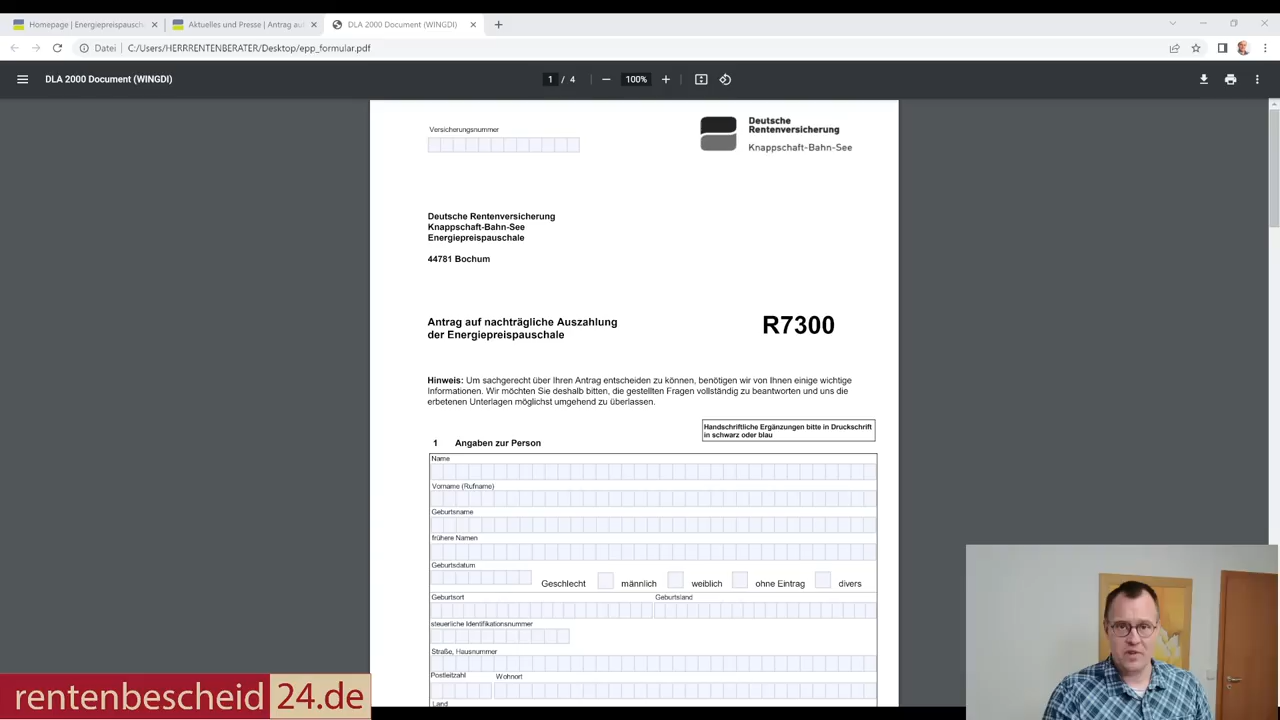 Homepage | Energiepreispausch
Aktuelles und Presse | Antrag auf
DLA 2000 Document (WINGDI)
Datei
C:/Users/HERRRENTENBERATER/Desktop/epp_formular.pdf
DLA 2000 Document (WINGDI)
1 / 4
100%
Versicherungsnummer
Deutsche
Rentenversicherung
Knappschaft-Bahn-See
Deutsche Rentenversicherung
Knappschaft-Bahn-See
Energiepreispauschale
44781 Bochum
Antrag auf nachträgliche Auszahlung
der Energiepreispauschale
R7300
Hinweis: Um sachgerecht über Ihren Antrag entscheiden zu können, benötigen wir von Ihnen einige wichtige
Informationen. Wir möchten Sie deshalb bitten, die gestellten Fragen vollständig zu beantworten und uns die
erbetenen Unterlagen möglichst umgehend zu überlassen.
Handschriftliche Ergänzungen bitte in Druckschrift
in schwarz oder blau
1 Angaben zur Person
Name
Vorname (Rufname)
Geburtsname
frühere Namen
Geburtsdatum
Geschlecht männlich weiblich ohne Eintrag divers
Geburtsort Geburtsland
steuerliche Identifikationsnummer
Straße, Hausnummer
Postleitzahl Wohnort
Land
rentenbescheid24.de